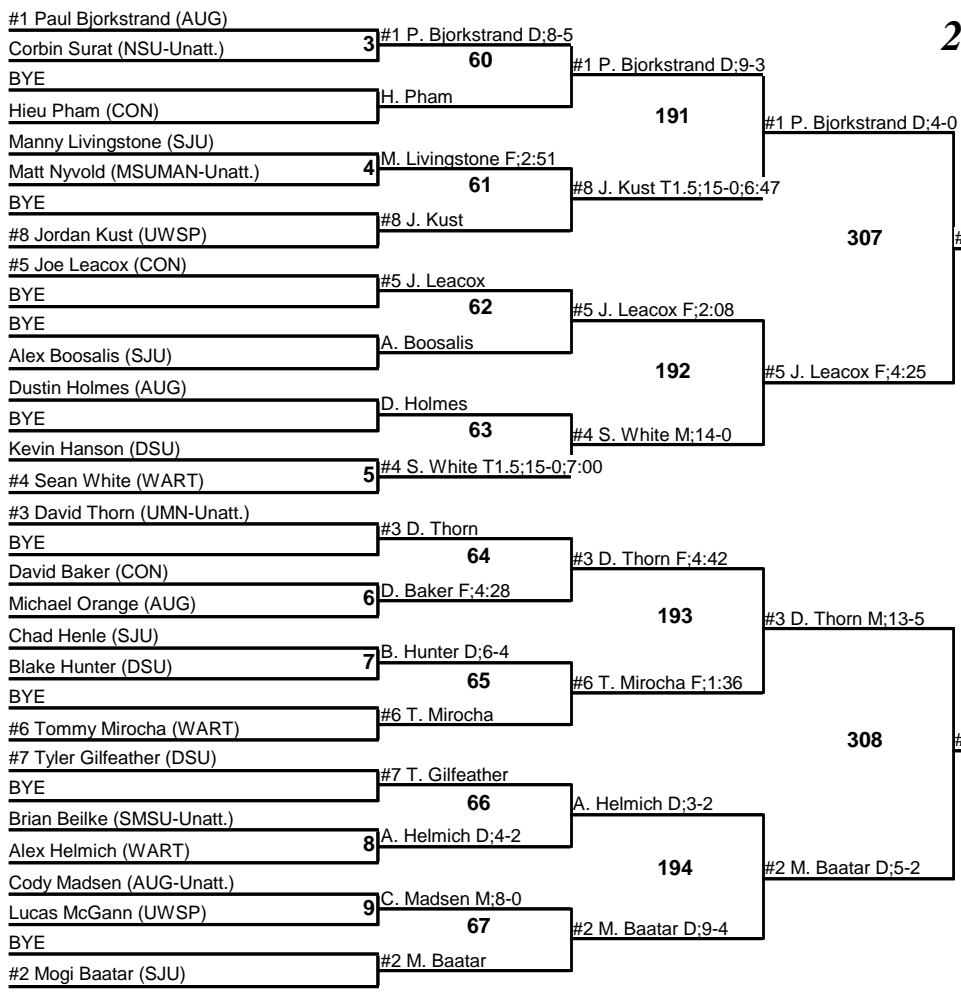 #1 Paul Bjorkstrand (AUG)
2
3
#1 P. Bjorkstrand D;8-5
Corbin Surat (NSU-Unatt.)
60
#1 P. Bjorkstrand D;9-3
BYE
H. Pham
Hieu Pham (CON)
191
#1 P. Bjorkstrand D;4-0
Manny Livingstone (SJU)
4
M. Livingstone F;2:51
Matt Nyvold (MSUMAN-Unatt.)
61
#8 J. Kust T1.5;15-0;6:47
BYE
#8 J. Kust
#8 Jordan Kust (UWSP)
307
#
#5 Joe Leacox (CON)
#5 J. Leacox
BYE
62
#5 J. Leacox F;2:08
BYE
A. Boosalis
Alex Boosalis (SJU)
192
#5 J. Leacox F;4:25
Dustin Holmes (AUG)
D. Holmes
BYE
63
#4 S. White M;14-0
Kevin Hanson (DSU)
5
#4 S. White T1.5;15-0;7:00
#4 Sean White (WART)
#3 David Thorn (UMN-Unatt.)
#3 D. Thorn
BYE
64
#3 D. Thorn F;4:42
David Baker (CON)
6
D. Baker F;4:28
Michael Orange (AUG)
193
#3 D. Thorn M;13-5
Chad Henle (SJU)
7
B. Hunter D;6-4
Blake Hunter (DSU)
65
#6 T. Mirocha F;1:36
BYE
#6 T. Mirocha
#6 Tommy Mirocha (WART)
308
#
#7 Tyler Gilfeather (DSU)
#7 T. Gilfeather
BYE
66
A. Helmich D;3-2
Brian Beilke (SMSU-Unatt.)
8
A. Helmich D;4-2
Alex Helmich (WART)
194
#2 M. Baatar D;5-2
Cody Madsen (AUG-Unatt.)
9
C. Madsen M;8-0
Lucas McGann (UWSP)
67
#2 M. Baatar D;9-4
BYE
#2 M. Baatar
#2 Mogi Baatar (SJU)